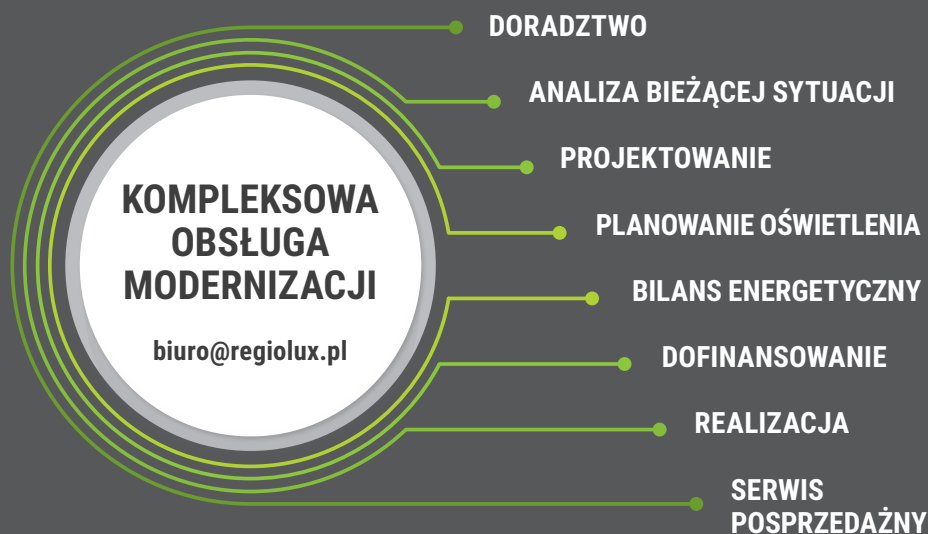 KOMPLEKSOWA
OBSŁUGA
MODERNIZACJI
biuro@regiolux.pl
DORADZTWO
ANALIZA BIEŻĄCEJ SYTUACJI
PROJEKTOWANIE
PLANOWANIE OŚWIETLENIA
BILANS ENERGETYCZNY
DOFINANSOWANIE
REALIZACJA
SERWIS
POSPRZEDAŻNY